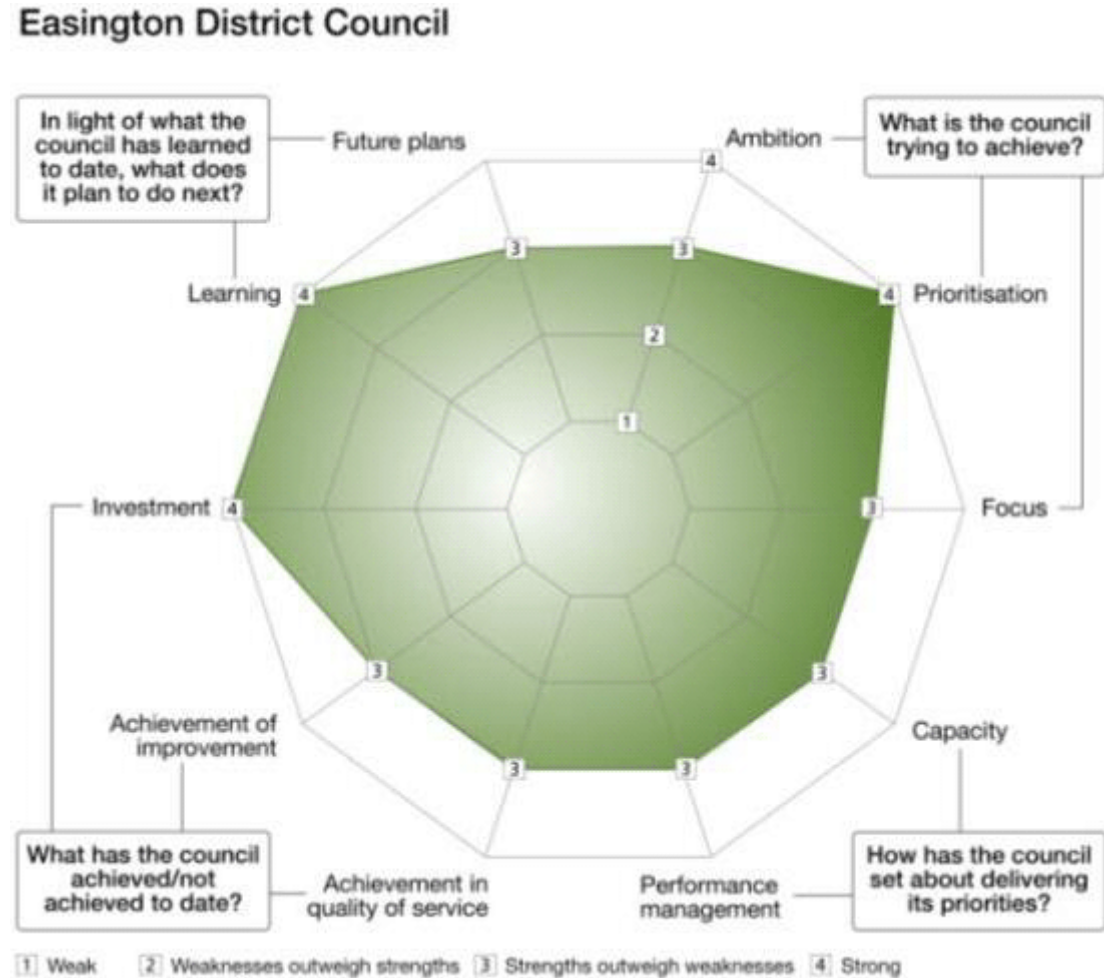 Easington District Council
In light of what the
council has learned
to date, what does
it plan to do next?
Future plans
Ambition
What is the council
trying to achieve?
4
3
3
Learning
4
4
Prioritisation
2
1
Investment
4
3
Focus
3
3
Achievement of
improvement
Capacity
3
3
What has the council
achieved/not
achieved to date?
Achievement in
quality of service
Performance
management
How has the council
set about delivering
its priorities?
1 Weak 2 Weaknesses outweigh strengths 3 Strengths outweigh weaknesses 4 Strong